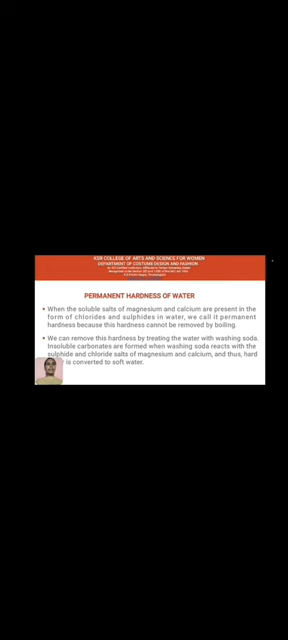 KSR COLLEGE OF ARTS AND SCIENCE FOR WOMEN
DEPARTMENT OF COSTUME DESIGN AND FASHION
PERMANENT HARDNESS OF WATER
• When the soluble salts of magnesium and calcium are present in the
form of chlorides and sulphides in water, we call it permanent
hardness because this hardness cannot be removed by boiling.
• We can remove this hardness by treating the water with washing soda.
Insoluble carbonates are formed when washing soda reacts with the
sulphide and chloride salts of magnesium and calcium, and thus, hard
is converted to soft water.